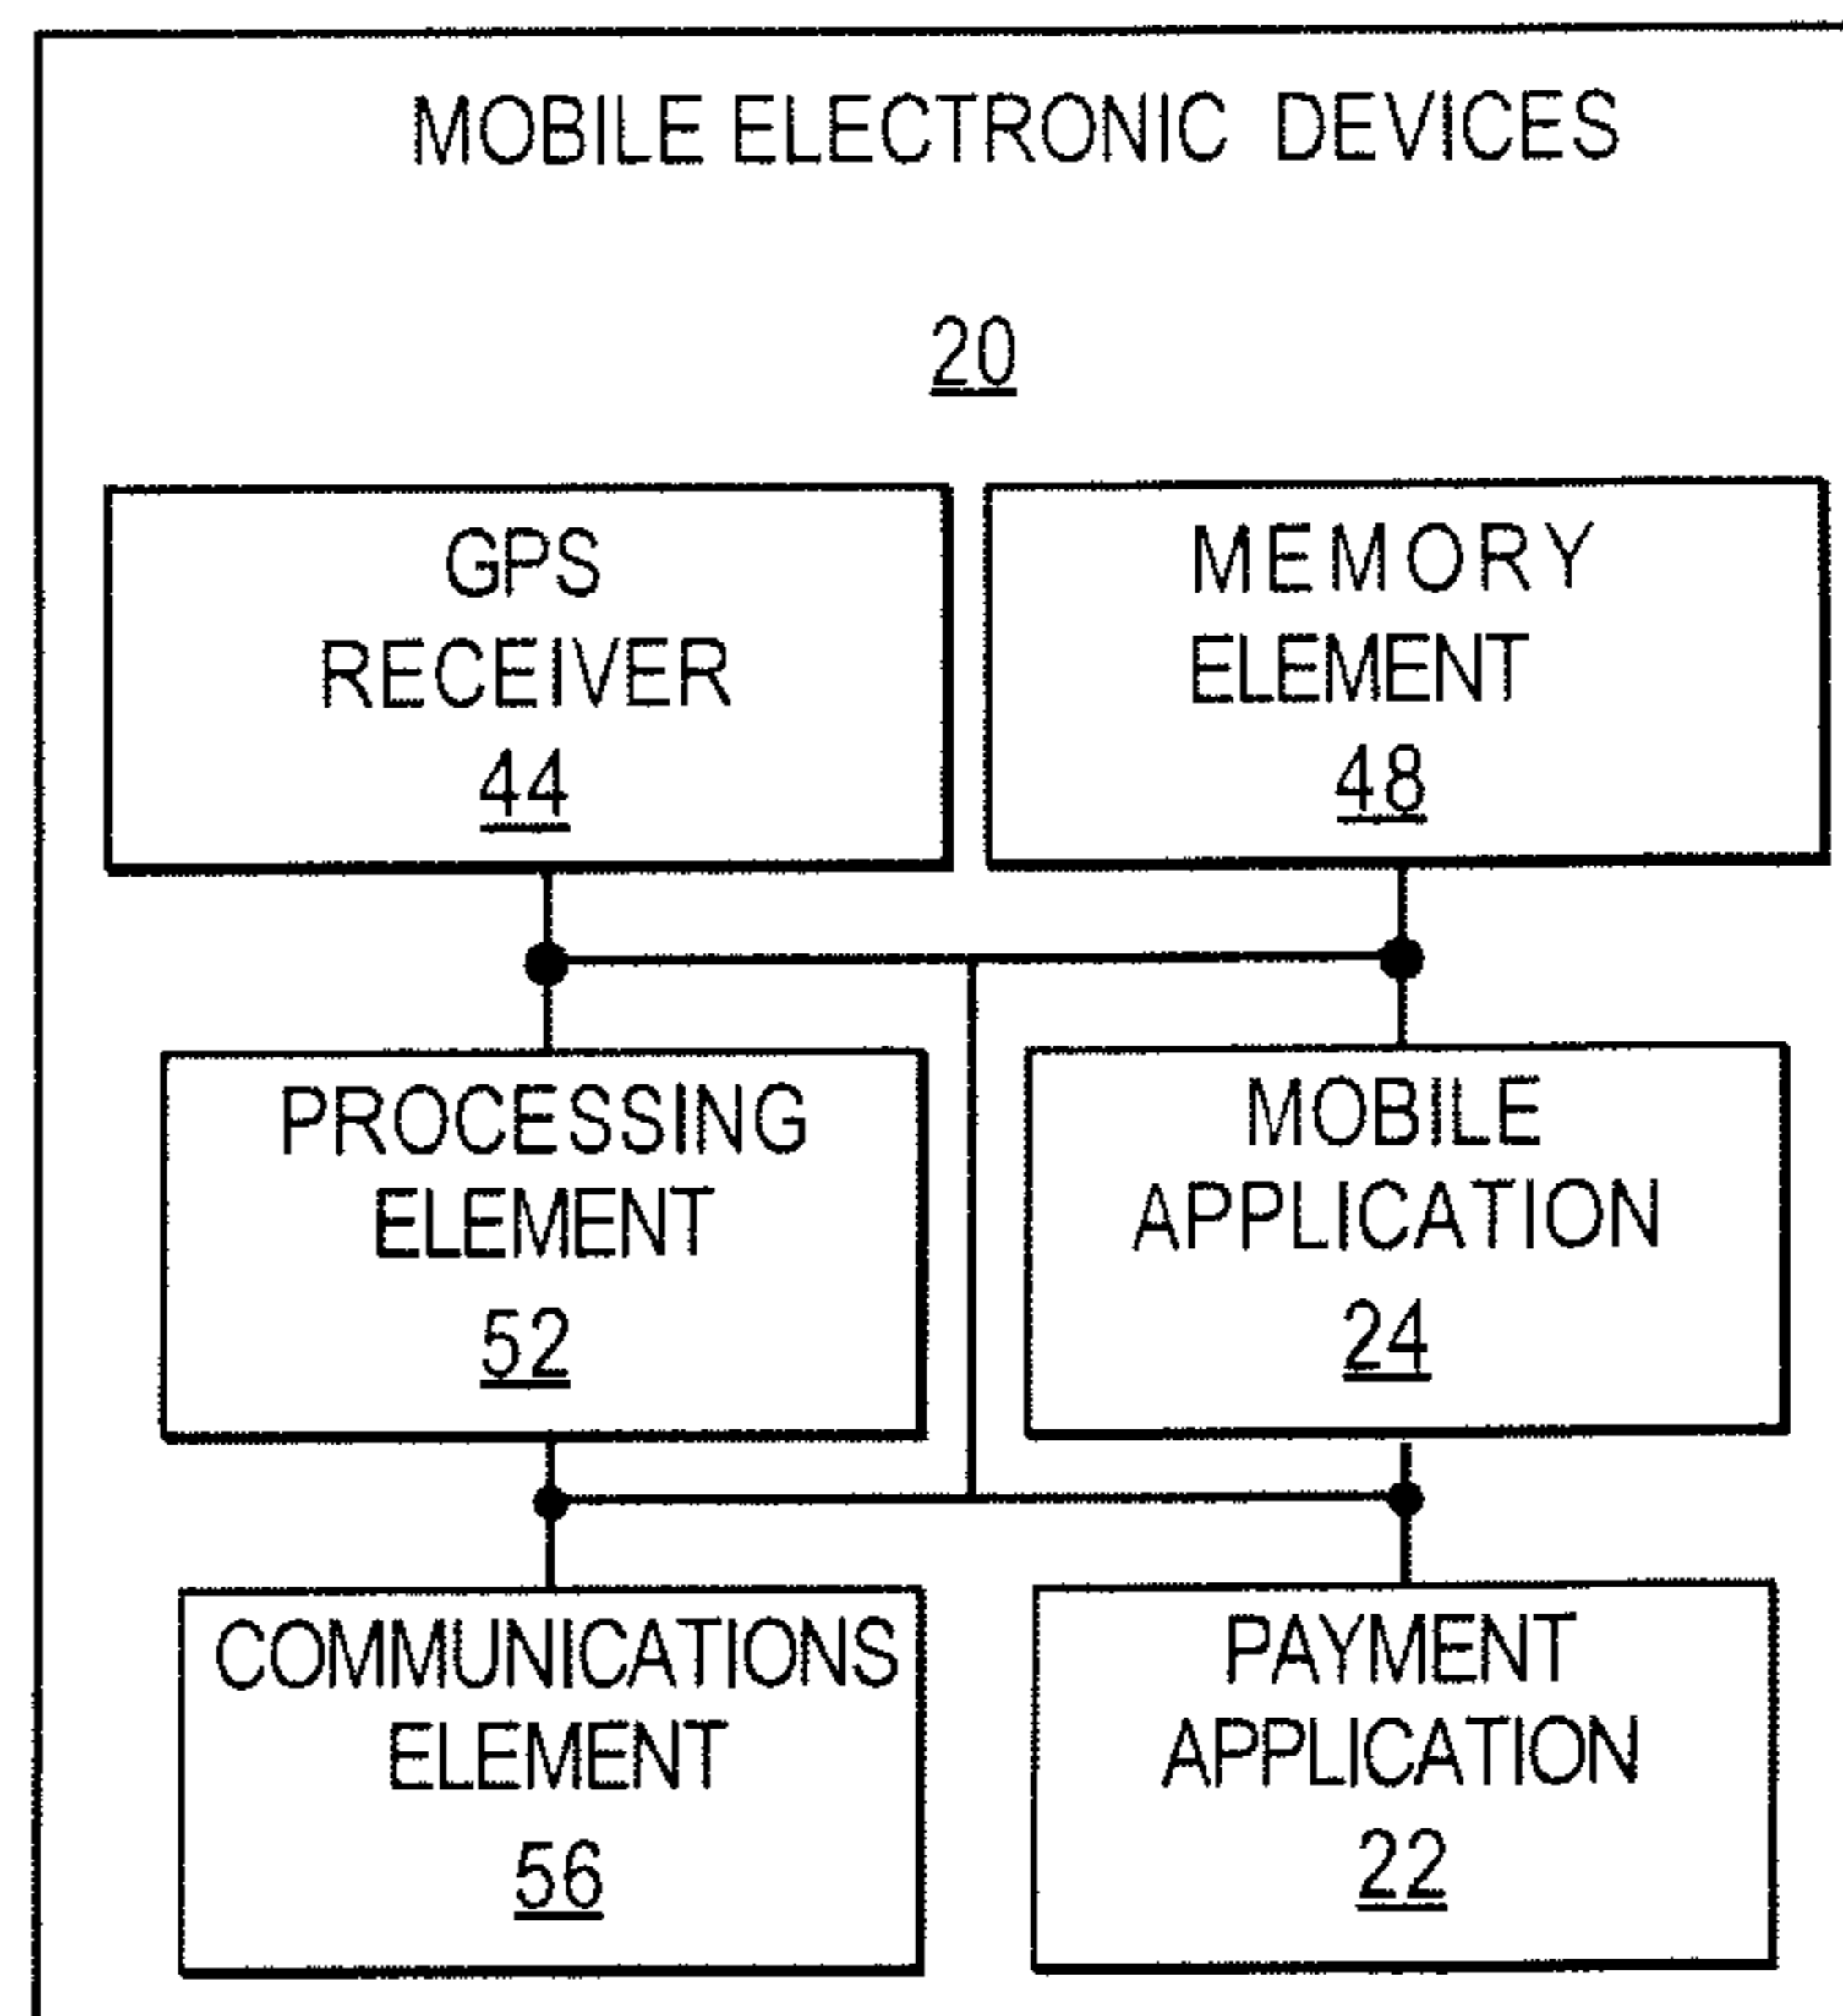 MOBILE ELECTRONIC DEVICES
20
GPS
RECEIVER
44
MEMORY
ELEMENT
48
PROCESSING
ELEMENT
52
MOBILE
APPLICATION
24
COMMUNICATIONS
ELEMENT
56
PAYMENT
APPLICATION
22